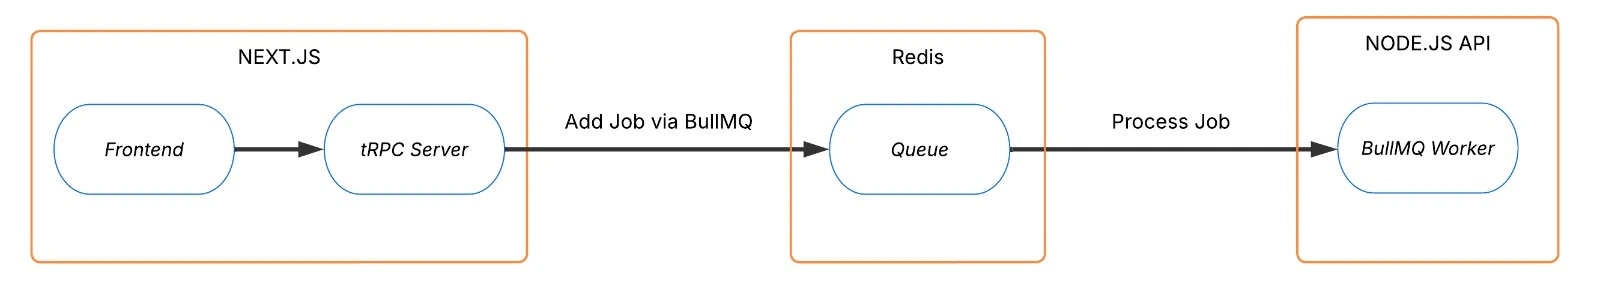 NEXT.JS
Frontend
tRPC Server
Add Job via BullMQ
Redis
Queue
Process Job
NODE.JS API
BullMQ Worker